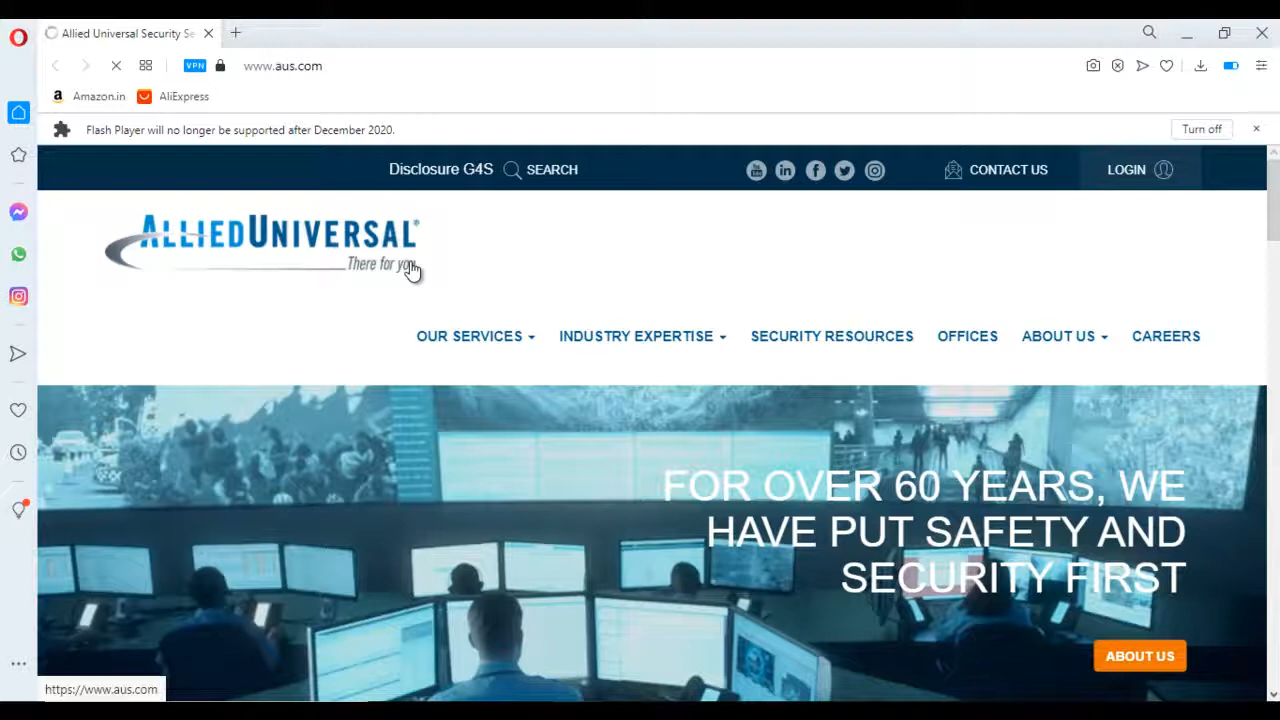 Allied Universal Security Se
VPN
www.aus.com
a Amazon.in
AliExpress
Flash Player will no longer be supported after December 2020.
Turn off
Disclosure G4S
SEARCH
You Tube
in
f
CONTACT US
LOGIN
ALLIEDUNIVERSAL®
There for you.
OUR SERVICES
INDUSTRY EXPERTISE
SECURITY RESOURCES
OFFICES
ABOUT US
CAREERS
FOR OVER 60 YEARS, WE
HAVE PUT SAFETY AND
SECURITY FIRST
ABOUT US
https://www.aus.com